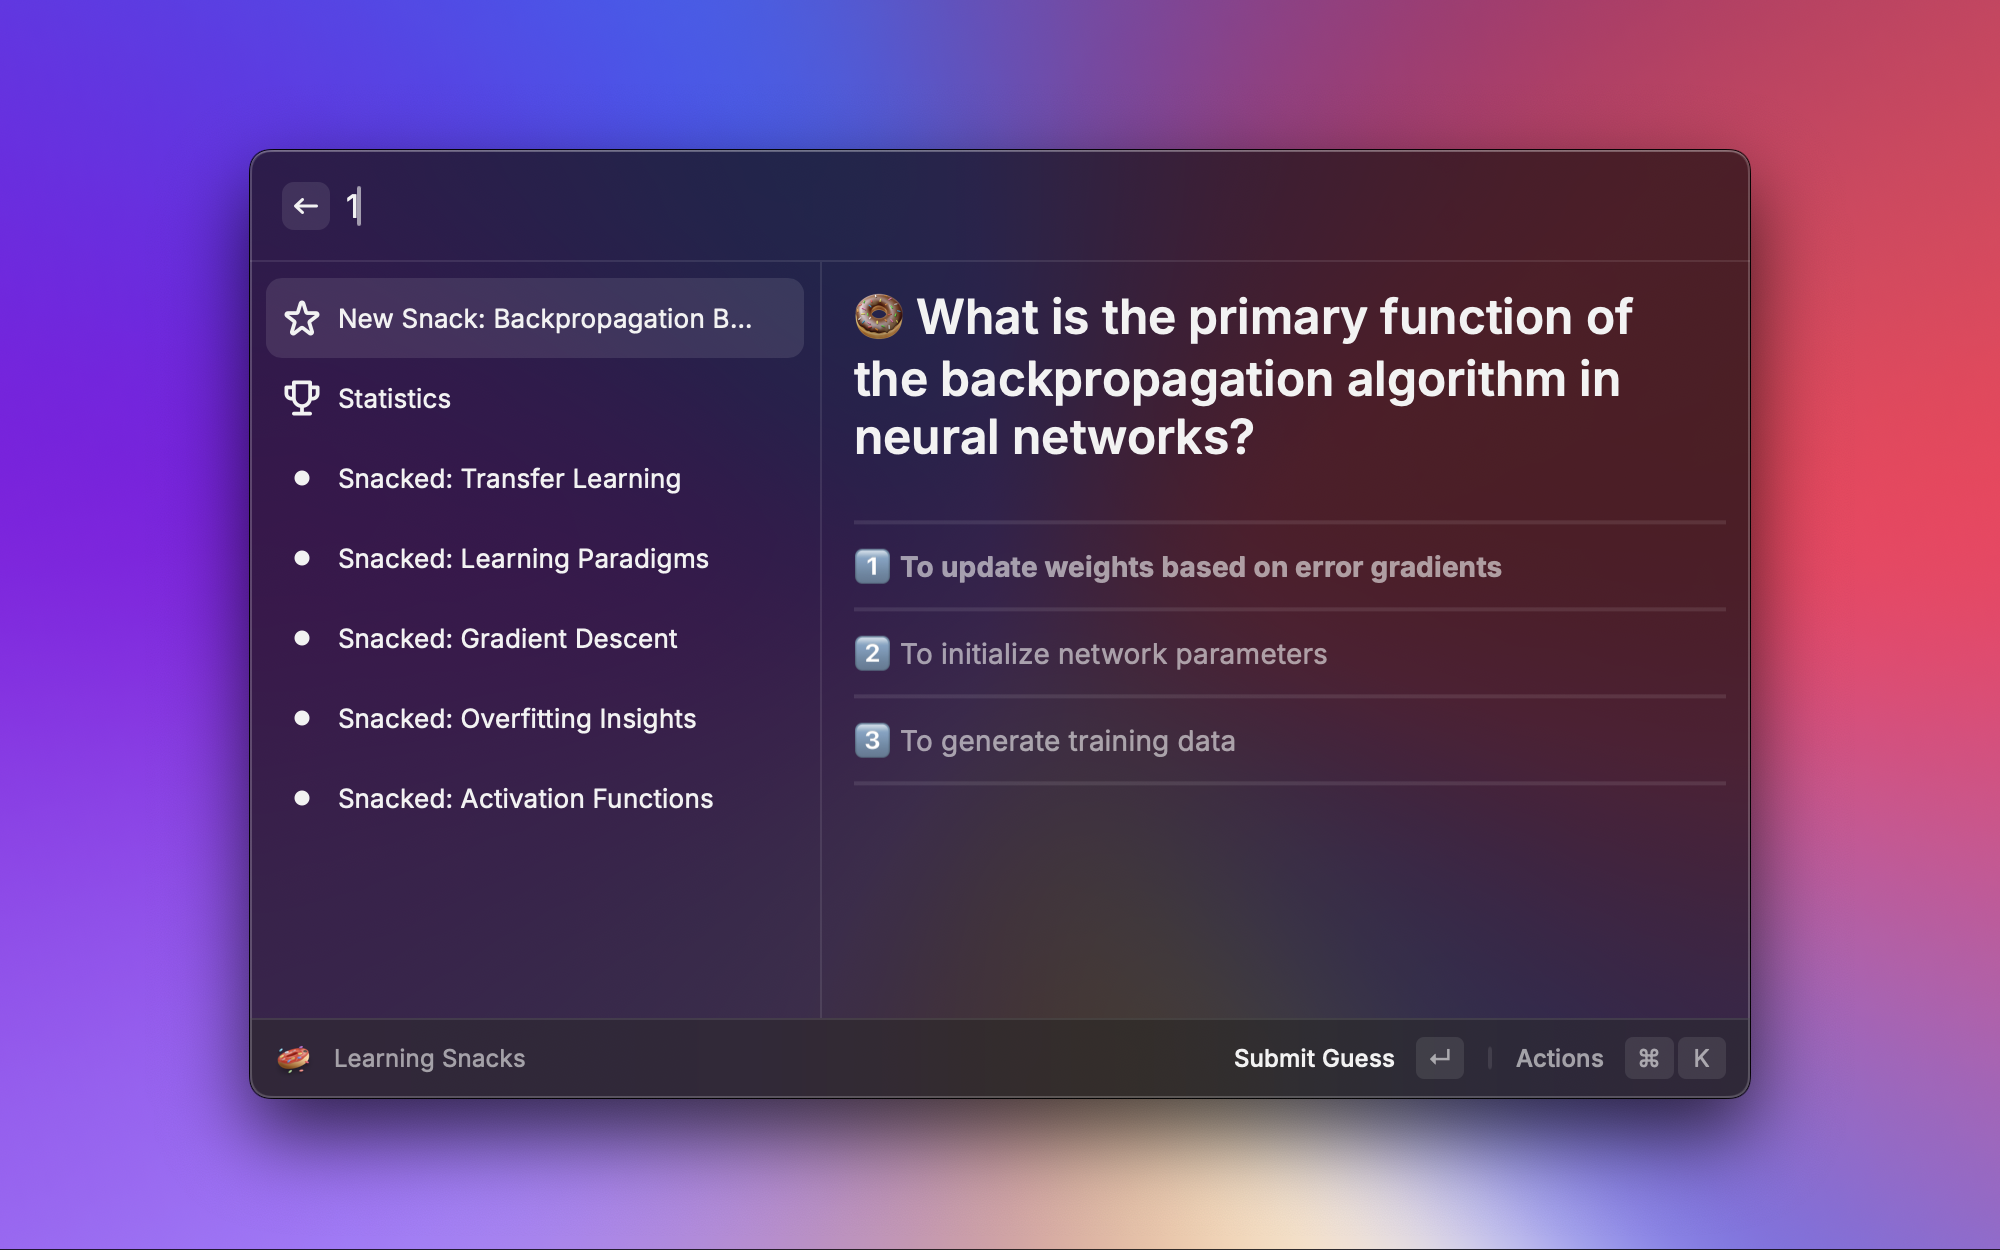 1
New Snack: Backpropagation B...
Statistics
Snacked: Transfer Learning
Snacked: Learning Paradigms
Snacked: Gradient Descent
Snacked: Overfitting Insights
Snacked: Activation Functions
🍩 What is the primary function of
the backpropagation algorithm in
neural networks?
1️⃣ To update weights based on error gradients
2️⃣ To initialize network parameters
3️⃣ To generate training data
Learning Snacks
Submit Guess ↵ Actions ⌘ K